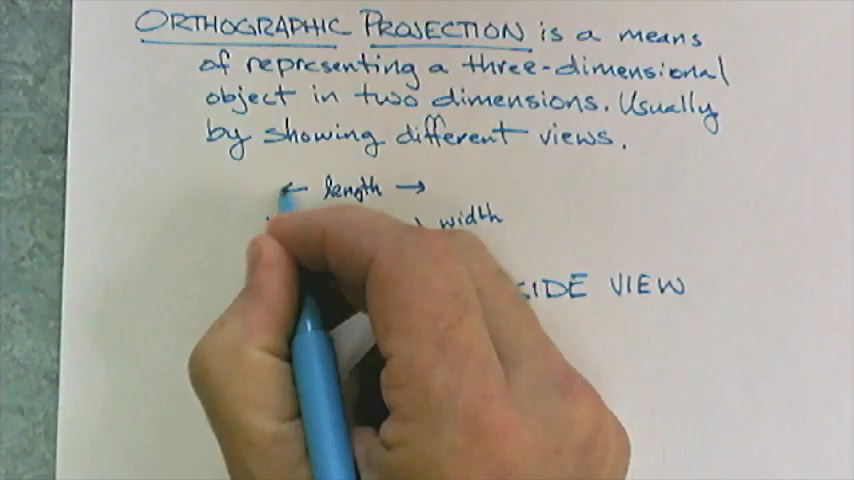 ORTHOGRAPHIC PROJECTION is a means
of representing a three-dimensional
object in two dimensions. Usually
by showing different views.
← length →
width
SIDE VIEW